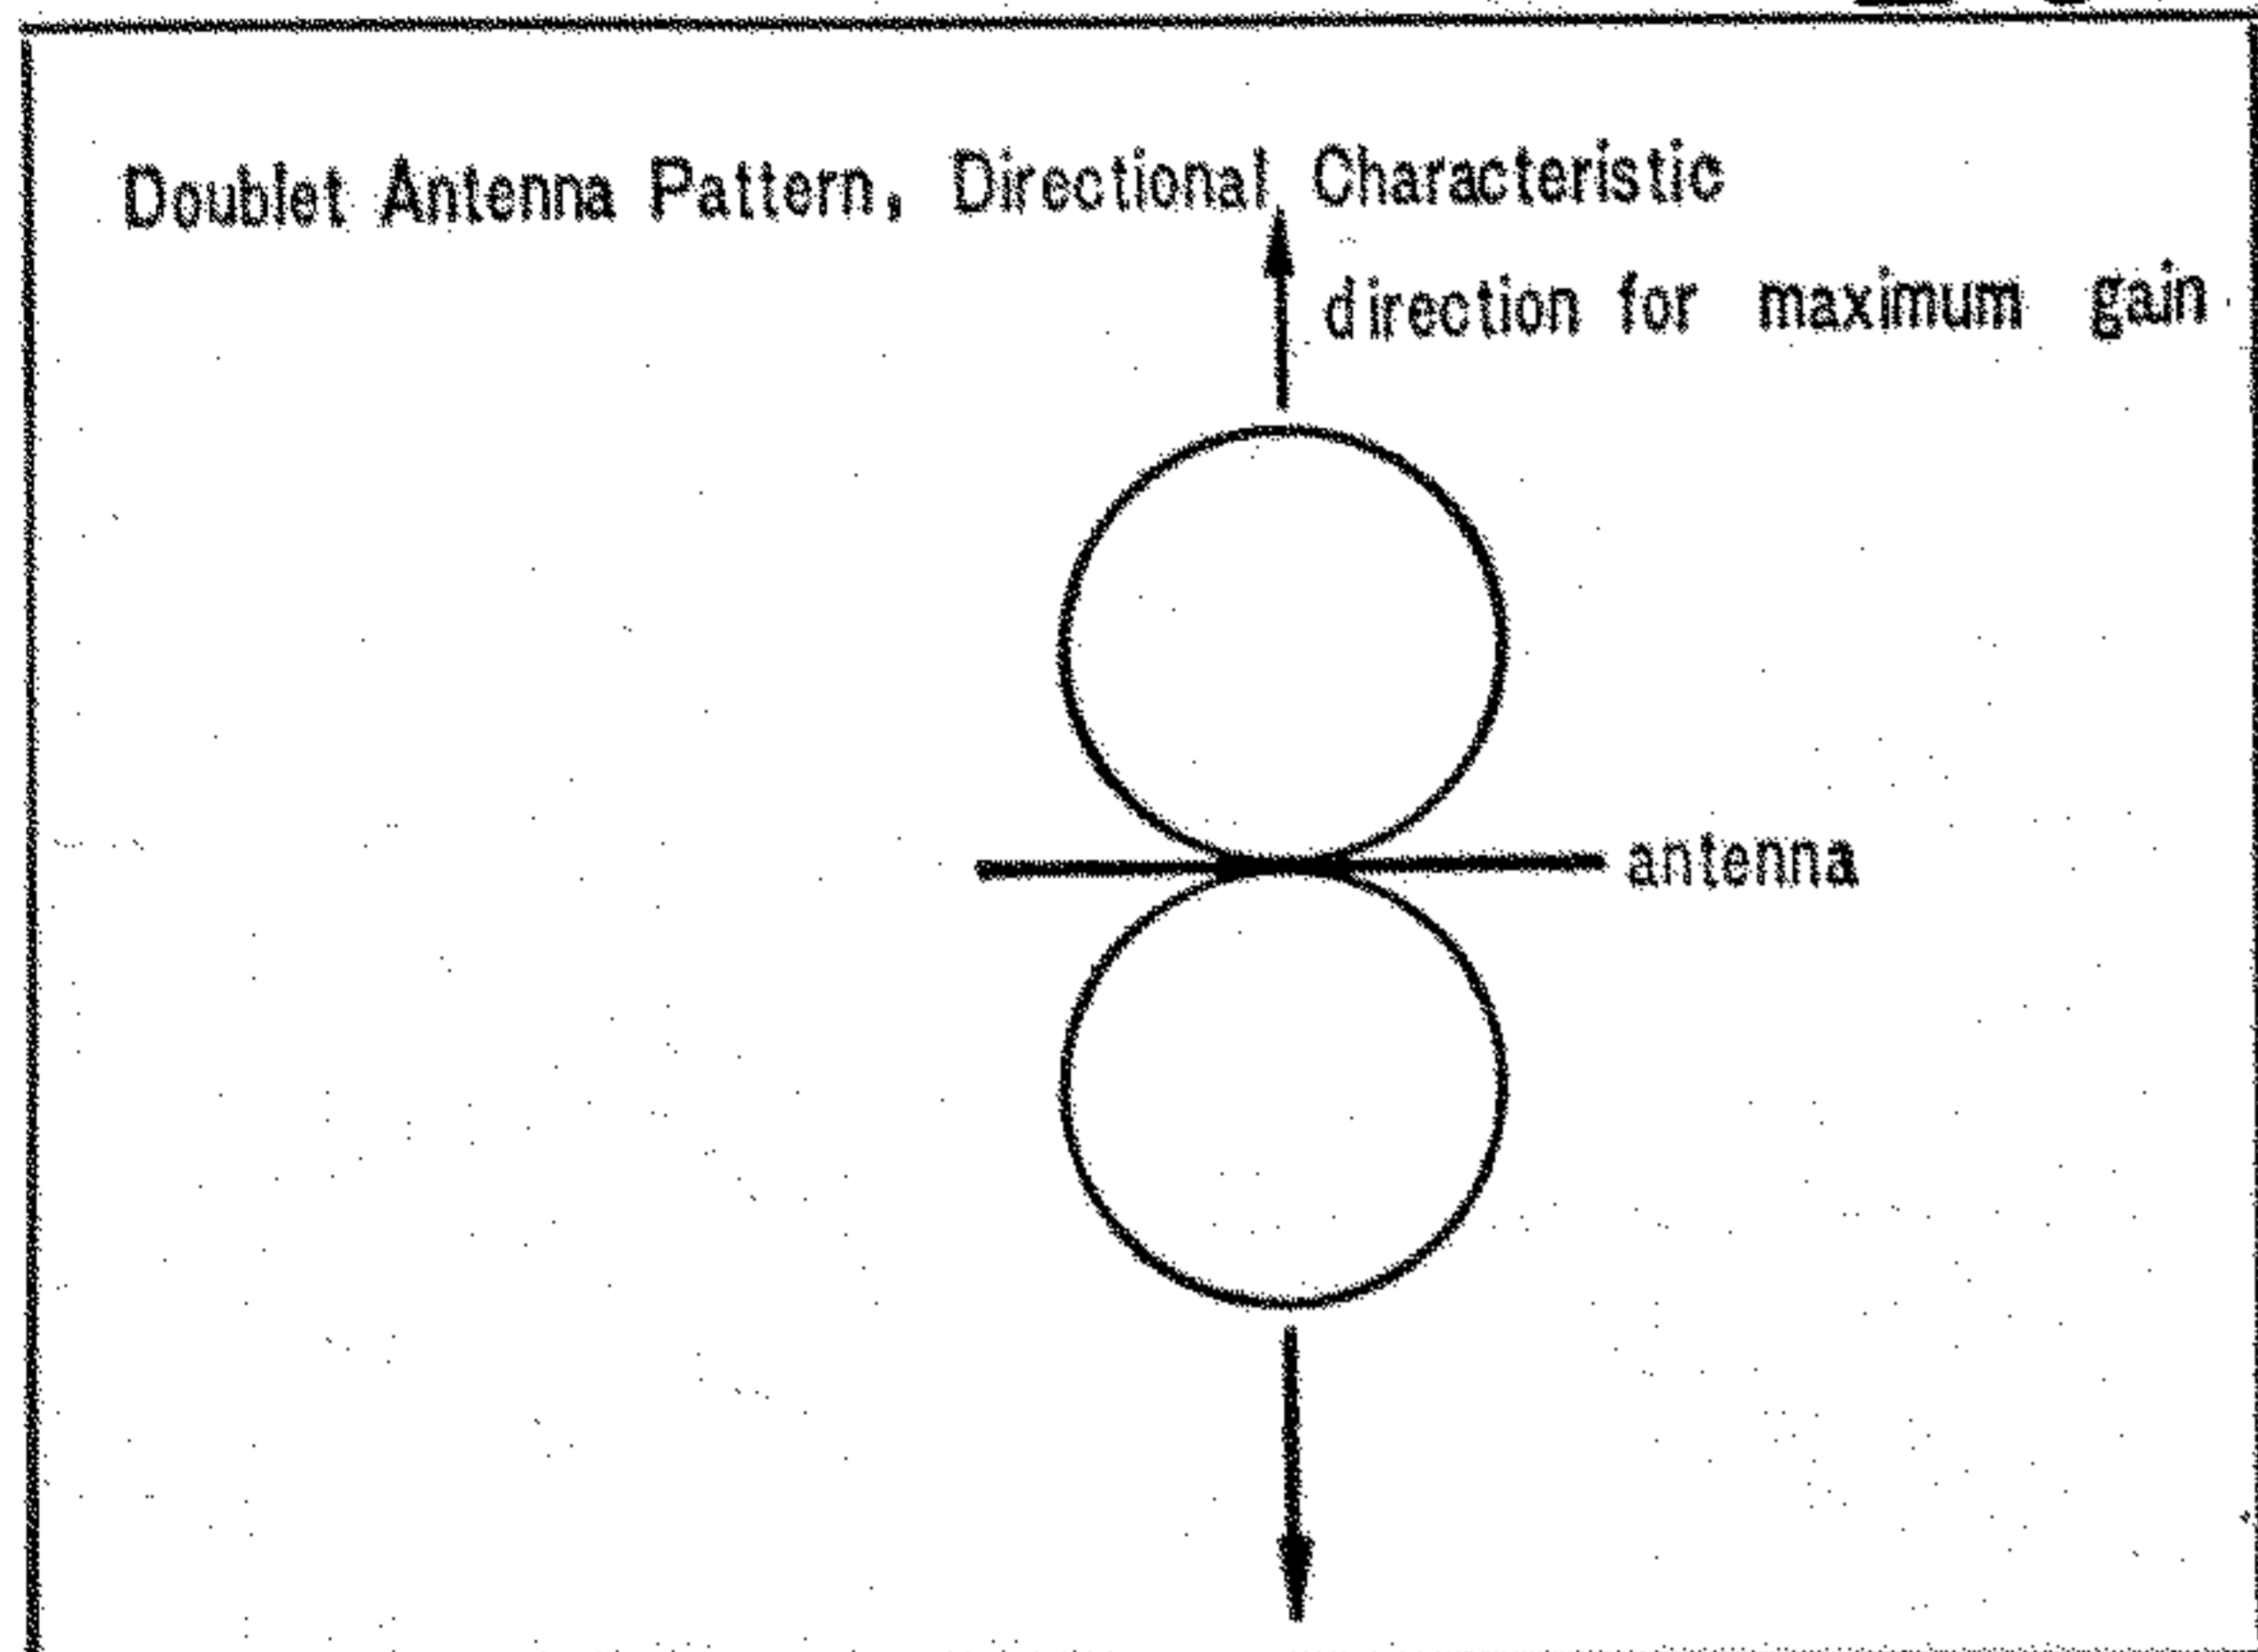 Doublet Antenna Pattern, Directional Characteristic
direction for maximum gain
antenna